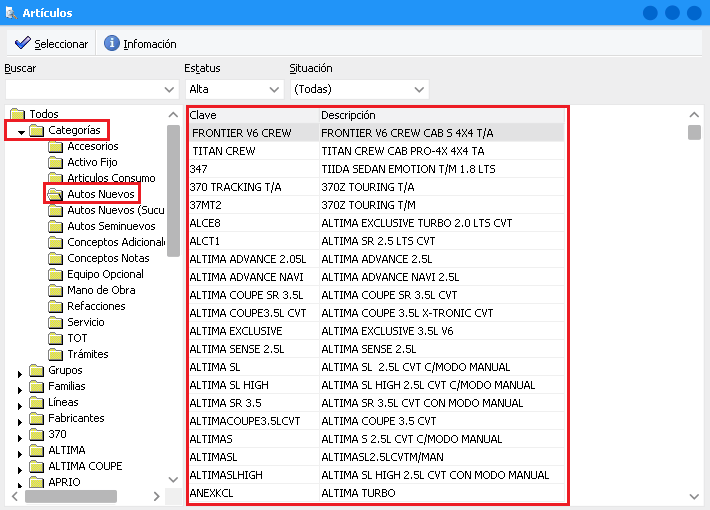 Artículos
Seleccionar Infomación
Buscar Estatus Situación
Alta (Todas)
Todos
Categorías
Accesorios
Activo Fijo
Articulos Consumo
Autos Nuevos
Autos Nuevos (Sucu
Autos Seminuevos
Conceptos Adicional
Conceptos Notas
Equipo Opcional
Mano de Obra
Refacciones
Servicio
TOT
Trámites
Grupos
Familias
Líneas
Fabricantes
370
ALTIMA
ALTIMA COUPE
APRIO
Clave Descripción
FRONTIER V6 CREW FRONTIER V6 CREW CAB S 4X4 T/A
TITAN CREW TITAN CREW CAB PRO-4X 4X4 TA
347 TIIDA SEDAN EMOTION T/M 1.8 LTS
370 TRACKING T/A 370Z TOURING T/A
37MT2 370Z TOURING T/M
ALCE8 ALTIMA EXCLUSIVE TURBO 2.0 LTS CVT
ALCT1 ALTIMA SR 2.5 LTS CVT
ALTIMA ADVANCE 2.05L ALTIMA ADVANCE 2.5L
ALTIMA ADVANCE NAVI ALTIMA ADVANCE NAVI 2.5L
ALTIMA COUPE SR 3.5L ALTIMA COUPE SR 3.5L CVT
ALTIMA COUPE3.5L CVT ALTIMA COUPE 3.5L X-TRONIC CVT
ALTIMA EXCLUSIVE ALTIMA EXCLUSIVE 3.5L V6
ALTIMA SENSE 2.5L ALTIMA SENSE 2.5L
ALTIMA SL ALTIMA SL 2.5L CVT C/MODO MANUAL
ALTIMA SL HIGH ALTIMA SL HIGH 2.5L CVT C/MODO MANUAL
ALTIMA SR 3.5 ALTIMA SR 3.5L CVT CON MODO MANUAL
ALTIMACOUPE3.5LCVT ALTIMA COUPE 3.5 CVT
ALTIMAS ALTIMA S 2.5L CVT C/MODO MANUAL
ALTIMASL ALTIMASL2.5LCVTM/MAN
ALTIMASLHIGH ALTIMA SL HIGH 2.5L CVT CON MODO MANUAL
ANEXKCL ALTIMA TURBO